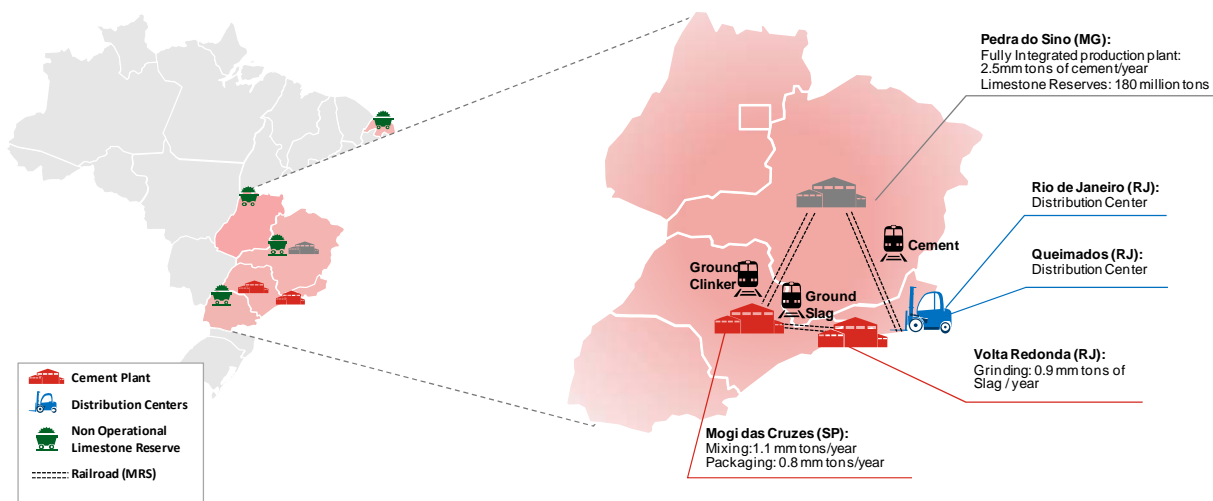 Pedra do Sino (MG):
Fully Integrated production plant:
2.5mm tons of cement/year
Limestone Reserves: 180 million tons
Rio de Janeiro (RJ):
Distribution Center
Cement
Queimados (RJ):
Distribution Center
Ground
Clinker
Ground
Slag
Volta Redonda (RJ):
Grinding: 0.9 mm tons of
Slag / year
Cement Plant
Distribution Centers
Non Operational
Limestone Reserve
Railroad (MRS)
Mogi das Cruzes (SP):
Mixing:1.1 mm tons/year
Packaging: 0.8 mm tons/year